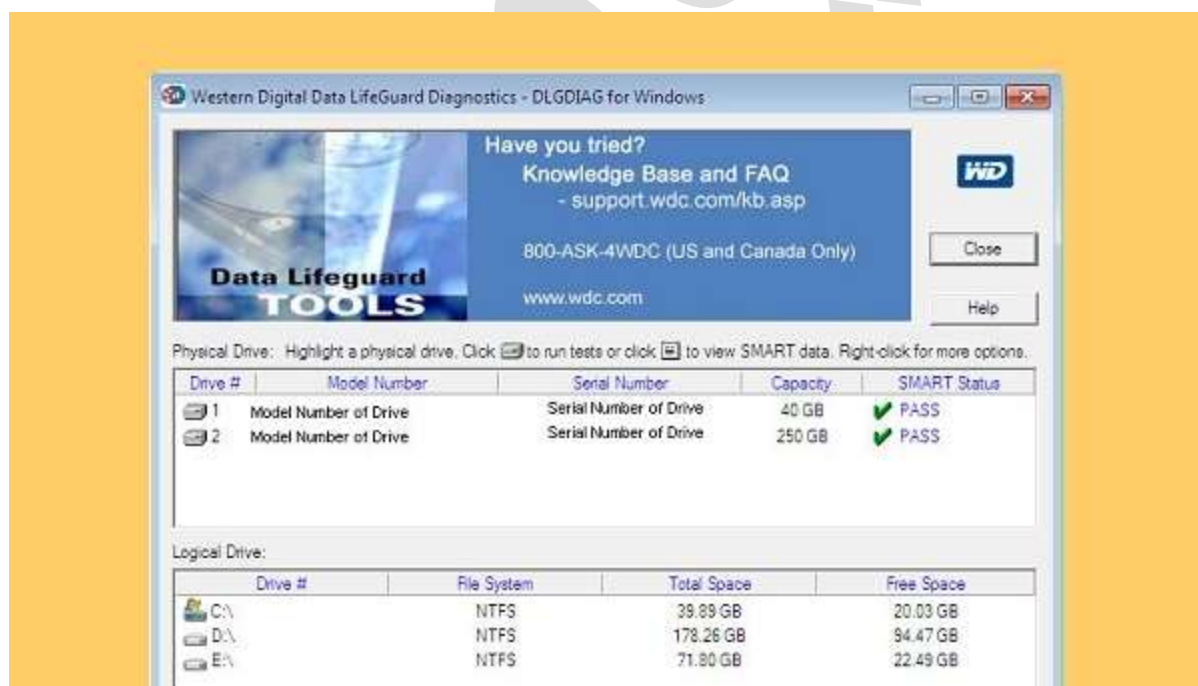 Western Digital Data LifeGuard Diagnostics - DLGDIAG for Windows
Have you tried?
Knowledge Base and FAQ
- support.wdc.com/kb.asp
800-ASK-4WDC (US and Canada Only)
www.wdc.com
Data Lifeguard
TOOLS
WD
Close
Help
Physical Drive: Highlight a physical drive. Click to run tests or click to view SMART data. Right-click for more options.
Drive # Model Number Serial Number Capacity SMART Status
1 Model Number of Drive Serial Number of Drive 40 GB PASS
2 Model Number of Drive Serial Number of Drive 250 GB PASS
Logical Drive:
Drive # File System Total Space Free Space
C:\ NTFS 39.89 GB 20.03 GB
D:\ NTFS 178.26 GB 94.47 GB
E:\ NTFS 71.80 GB 22.49 GB